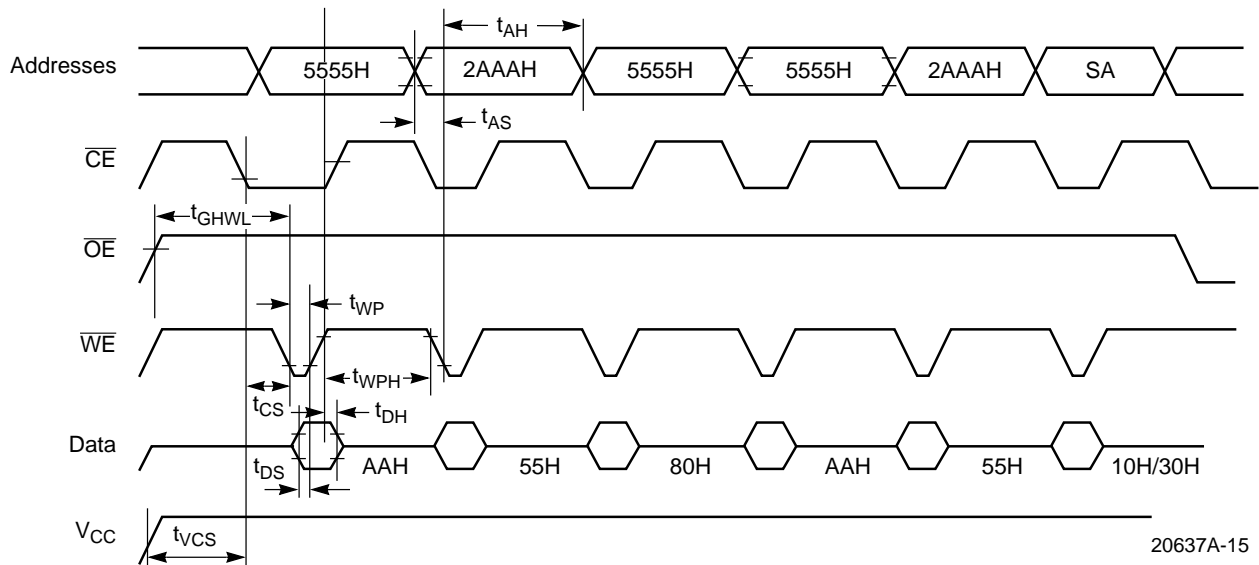 tAH
Addresses
5555H 2AAAH 5555H 5555H 2AAAH SA
tAS
CE
tGHWL
OE
tWP
WE
tWPH
tCS tDH
Data
tDS AAH 55H 80H AAH 55H 10H/30H
VCC tVCS
20637A-15